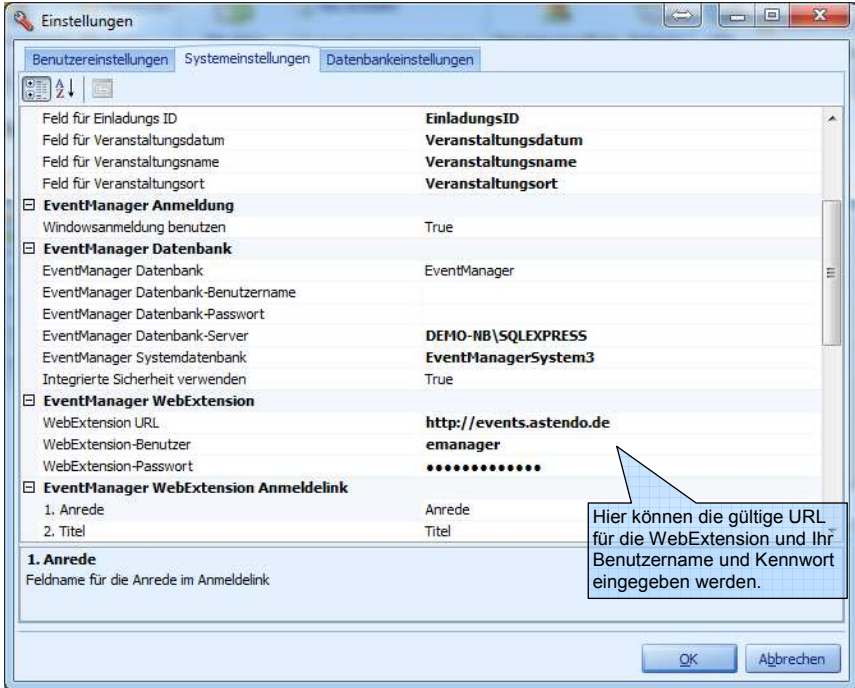 Einstellungen
Benutzereinstellungen Systemeinstellungen Datenbankeinstellungen
Feld für Einladungs ID EinladungsID
Feld für Veranstaltungsdatum Veranstaltungsdatum
Feld für Veranstaltungsname Veranstaltungsname
Feld für Veranstaltungsort Veranstaltungsort
EventManager Anmeldung
Windowsanmeldung benutzen True
EventManager Datenbank
EventManager Datenbank EventManager
EventManager Datenbank-Benutzername
EventManager Datenbank-Passwort
EventManager Datenbank-Server DEMO-NB\SQLEXPRESS
EventManager Systemdatenbank EventManagerSystem3
Integrierte Sicherheit verwenden True
EventManager WebExtension
WebExtension URL http://events.astendo.de
WebExtension-Benutzer emanager
WebExtension-Passwort •••••••••••••
EventManager WebExtension Anmeldelink
1. Anrede Anrede
2. Titel Titel
Hier können die gültige URL
für die WebExtension und Ihr
Benutzername und Kennwort
eingegeben werden.
1. Anrede
Feldname für die Anrede im Anmeldelink
OK Abbrechen